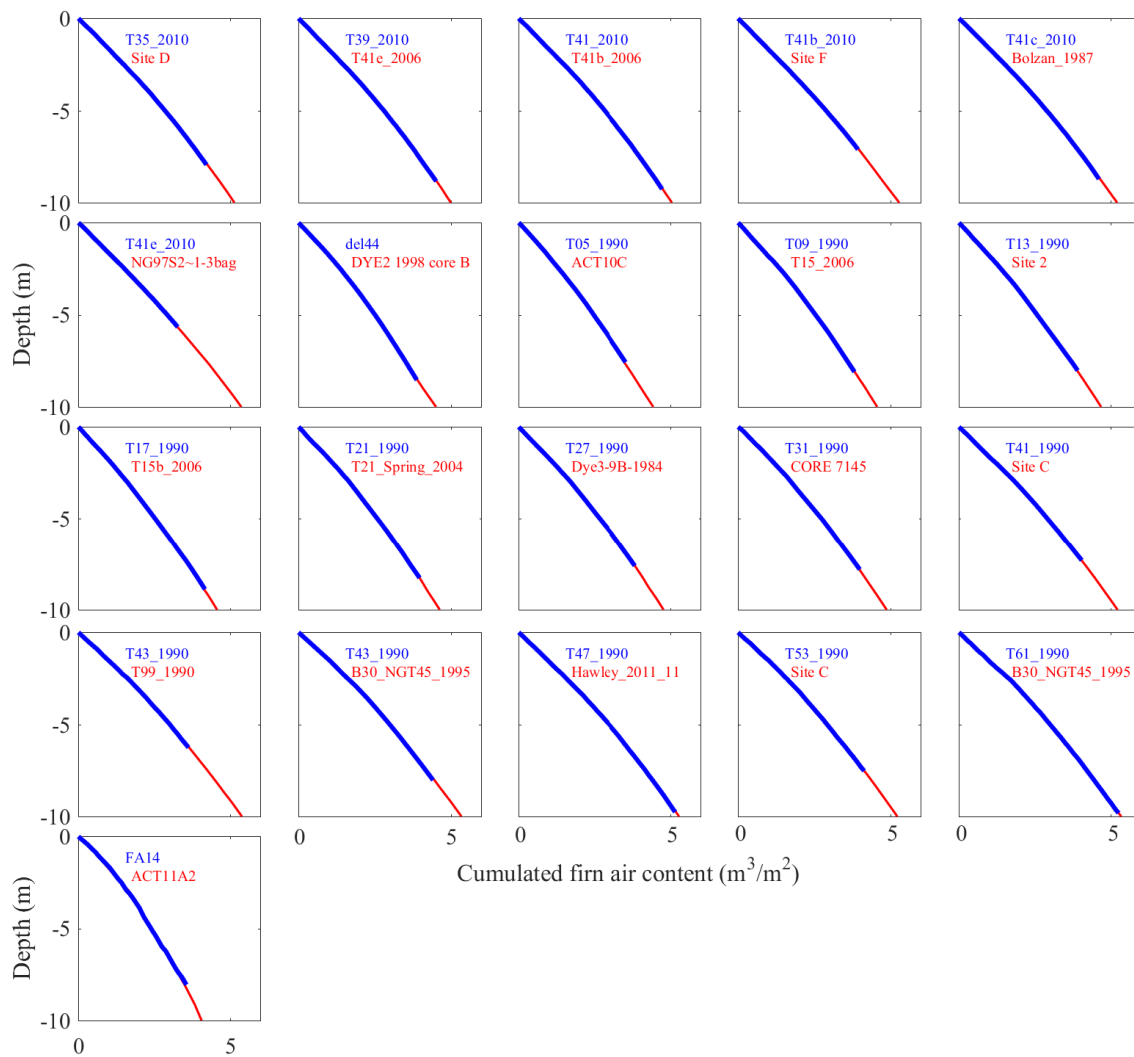 0
T35_2010
Site D
T39_2010
T41e_2006
T41_2010
T41b_2006
T41b_2010
Site F
T41c_2010
Bolzan_1987
-5
-10
0
T41e_2010
NG97S2~1-3bag
del44
DYE2 1998 core B
T05_1990
ACT10C
T09_1990
T15_2006
T13_1990
Site 2
Depth (m)
-5
-10
0
T17_1990
T15b_2006
T21_1990
T21_Spring_2004
T27_1990
Dye3-9B-1984
T31_1990
CORE 7145
T41_1990
Site C
-5
-10
0
T43_1990
T99_1990
T43_1990
B30_NGT45_1995
T47_1990
Hawley_2011_11
T53_1990
Site C
T61_1990
B30_NGT45_1995
-5
-10
0 5 0 5 0 5 0 5
Cumulated firn air content (m³/m²)
0
FA14
ACT11A2
Depth (m)
-5
-10
0 5